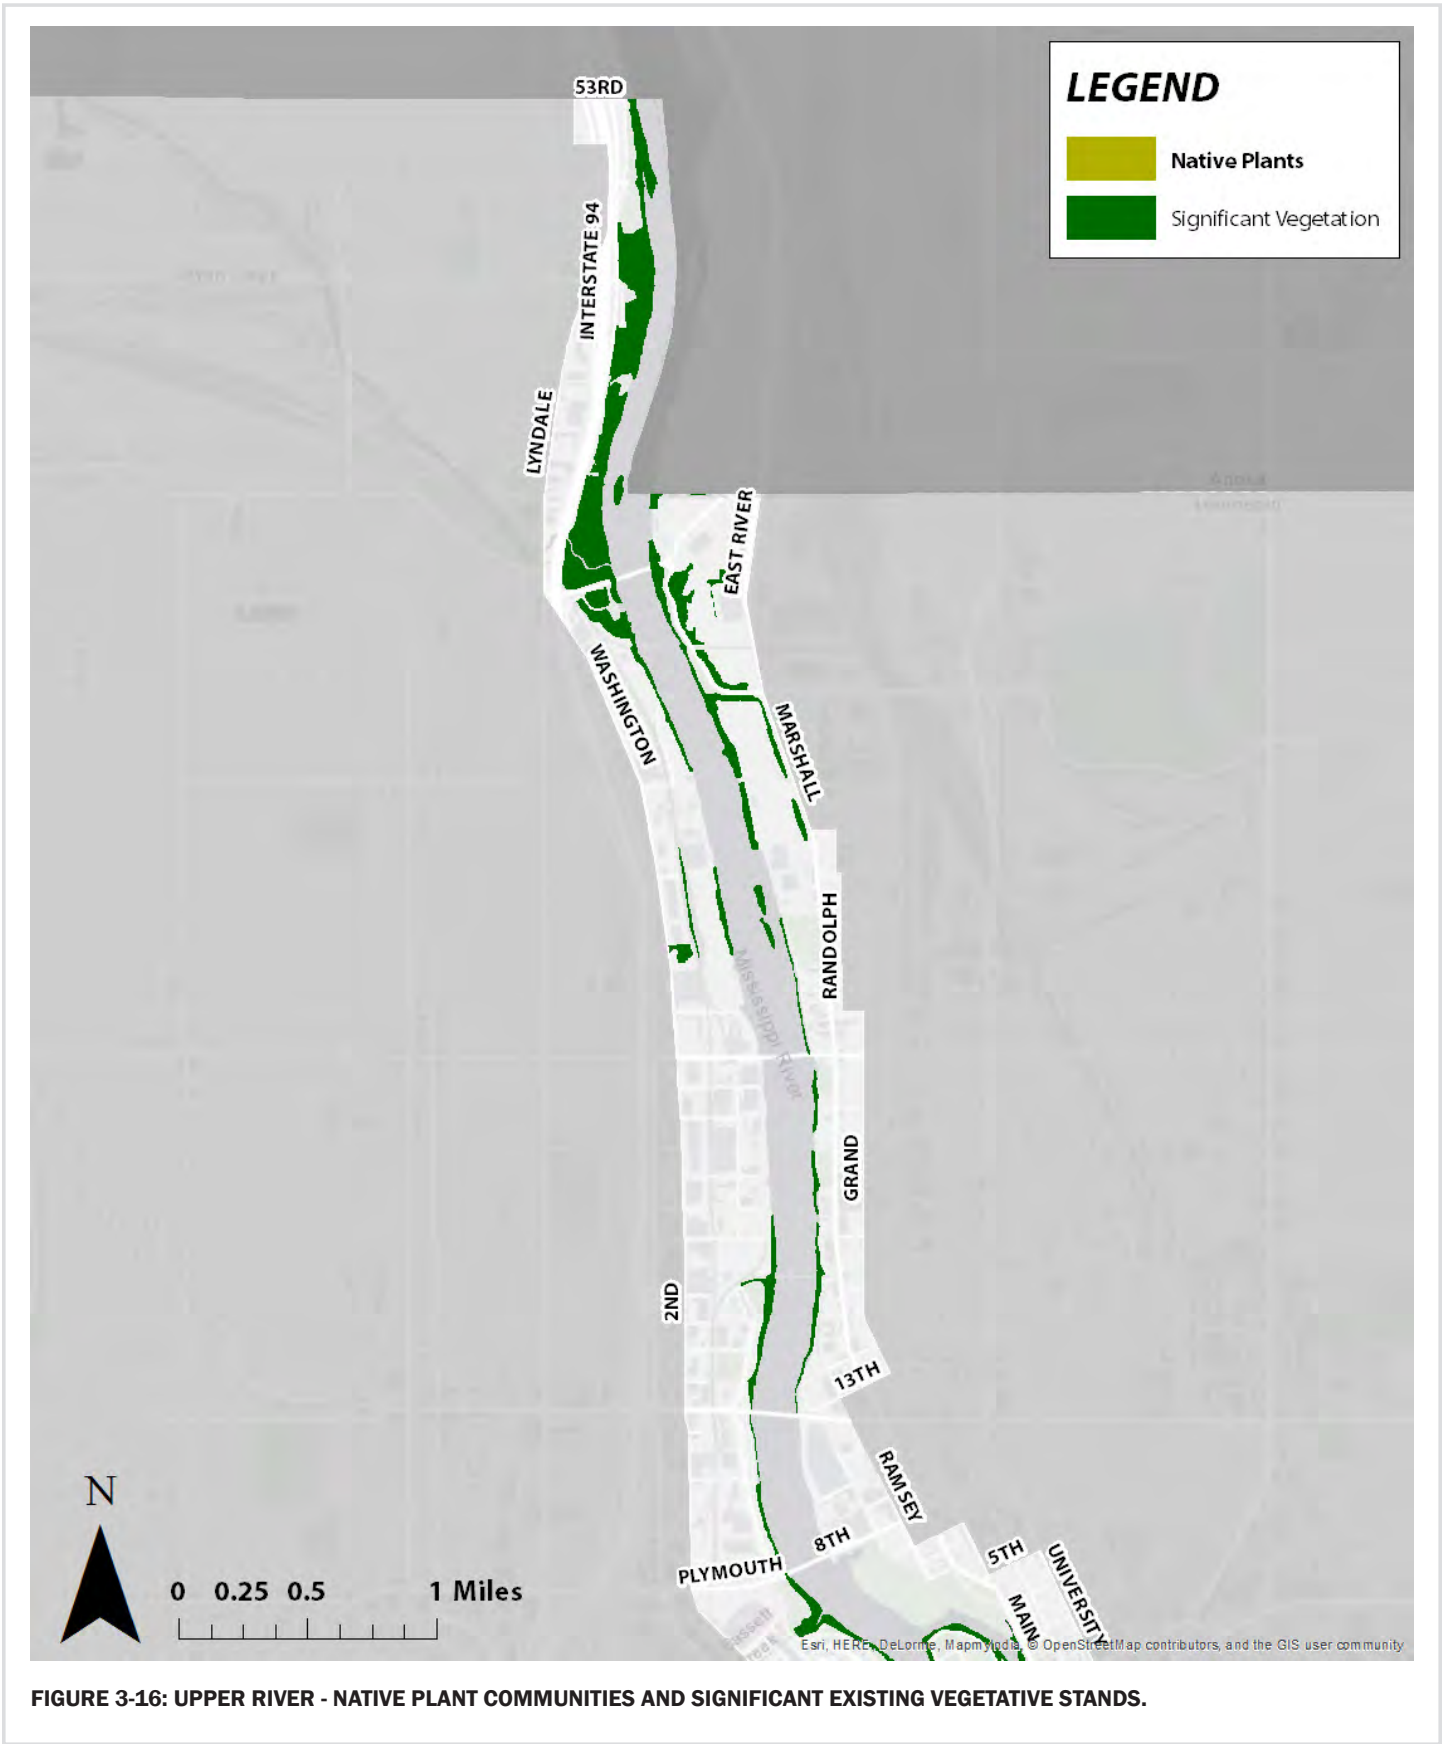 53RD
LEGEND
Native Plants
Significant Vegetation
INTERSTATE 94
LYNDALE
EAST RIVER
Anoka
WASHINGTON
MARSHALL
RANDOLPH
Mississippi River
GRAND
2ND
13TH
RAMSEY
8TH
PLYMOUTH
5TH
UNIVERSITY
MAIN
N
0 0.25 0.5 1 Miles
Esri, HERE, DeLorme, MapmyIndia, © OpenStreetMap contributors, and the GIS user community
FIGURE 3-16: UPPER RIVER - NATIVE PLANT COMMUNITIES AND SIGNIFICANT EXISTING VEGETATIVE STANDS.